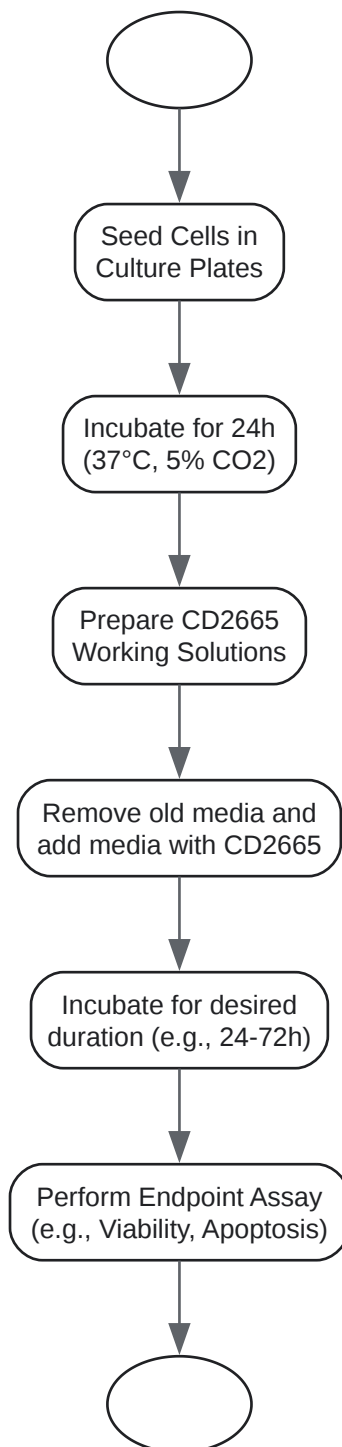 Seed Cells in
Culture Plates
Incubate for 24h
(37°C, 5% CO2)
Prepare CD2665
Working Solutions
Remove old media and
add media with CD2665
Incubate for desired
duration (e.g., 24-72h)
Perform Endpoint Assay
(e.g., Viability, Apoptosis)